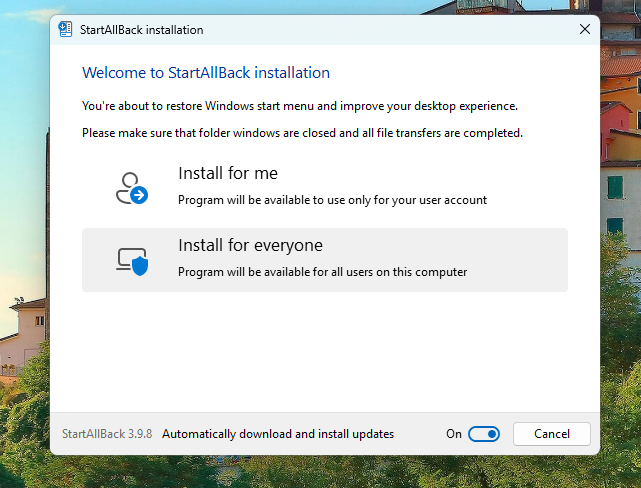 StartAllBack installation
Welcome to StartAllBack installation
You're about to restore Windows start menu and improve your desktop experience.
Please make sure that folder windows are closed and all file transfers are completed.
Install for me
Program will be available to use only for your user account
Install for everyone
Program will be available for all users on this computer
StartAllBack 3.9.8 Automatically download and install updates On Cancel